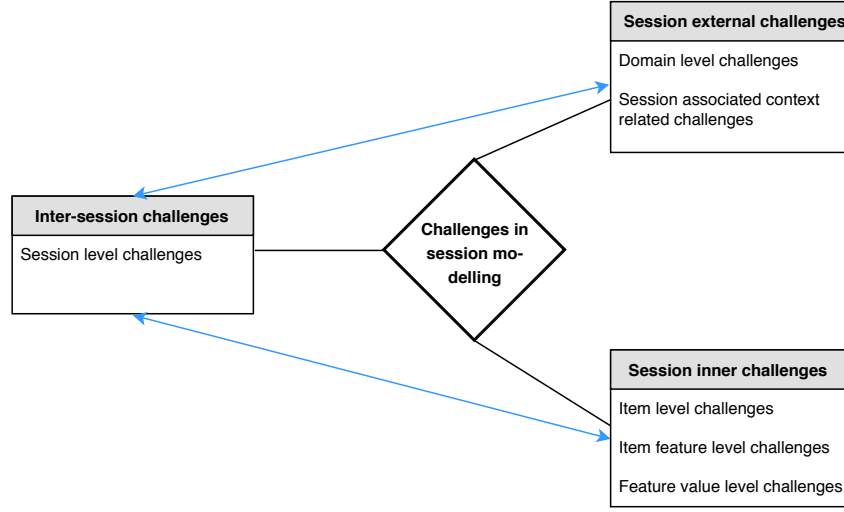 Session external challenges
Domain level challenges
Session associated context
related challenges
Inter-session challenges
Session level challenges
Challenges in
session mo-
delling
Session inner challenges
Item level challenges
Item feature level challenges
Feature value level challenges